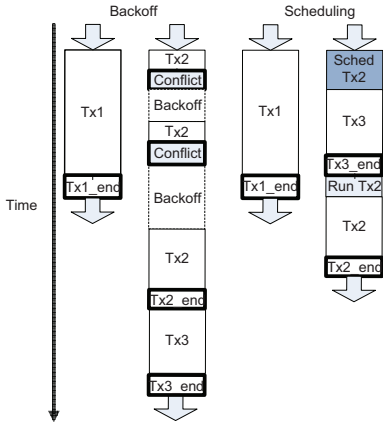 Backoff
Scheduling
Time
Tx1
Tx1_end
Tx2
Conflict
Backoff
Tx2
Conflict
Backoff
Tx2
Tx2_end
Tx3
Tx3_end
Tx1
Tx1_end
Sched
Tx2
Tx3
Tx3_end
Run Tx2
Tx2
Tx2_end